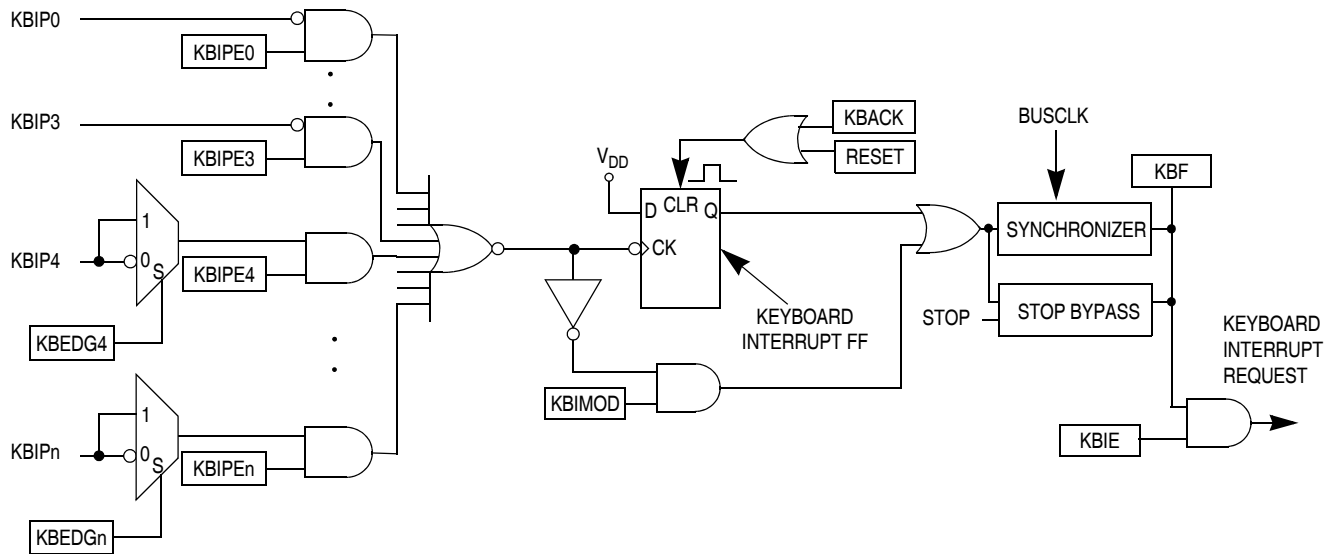 KBIP0
KBIPE0
KBIP3
KBIPE3
KBACK
RESET
BUSCLK
VDD
KBF
D CLR Q
CK
1
0
S
KBIP4
KBIPE4
KBEDG4
SYNCHRONIZER
STOP
STOP BYPASS
KEYBOARD
INTERRUPT FF
KEYBOARD
INTERRUPT
REQUEST
KBIMOD
KBIE
1
0
S
KBIPn
KBIPEn
KBEDGn